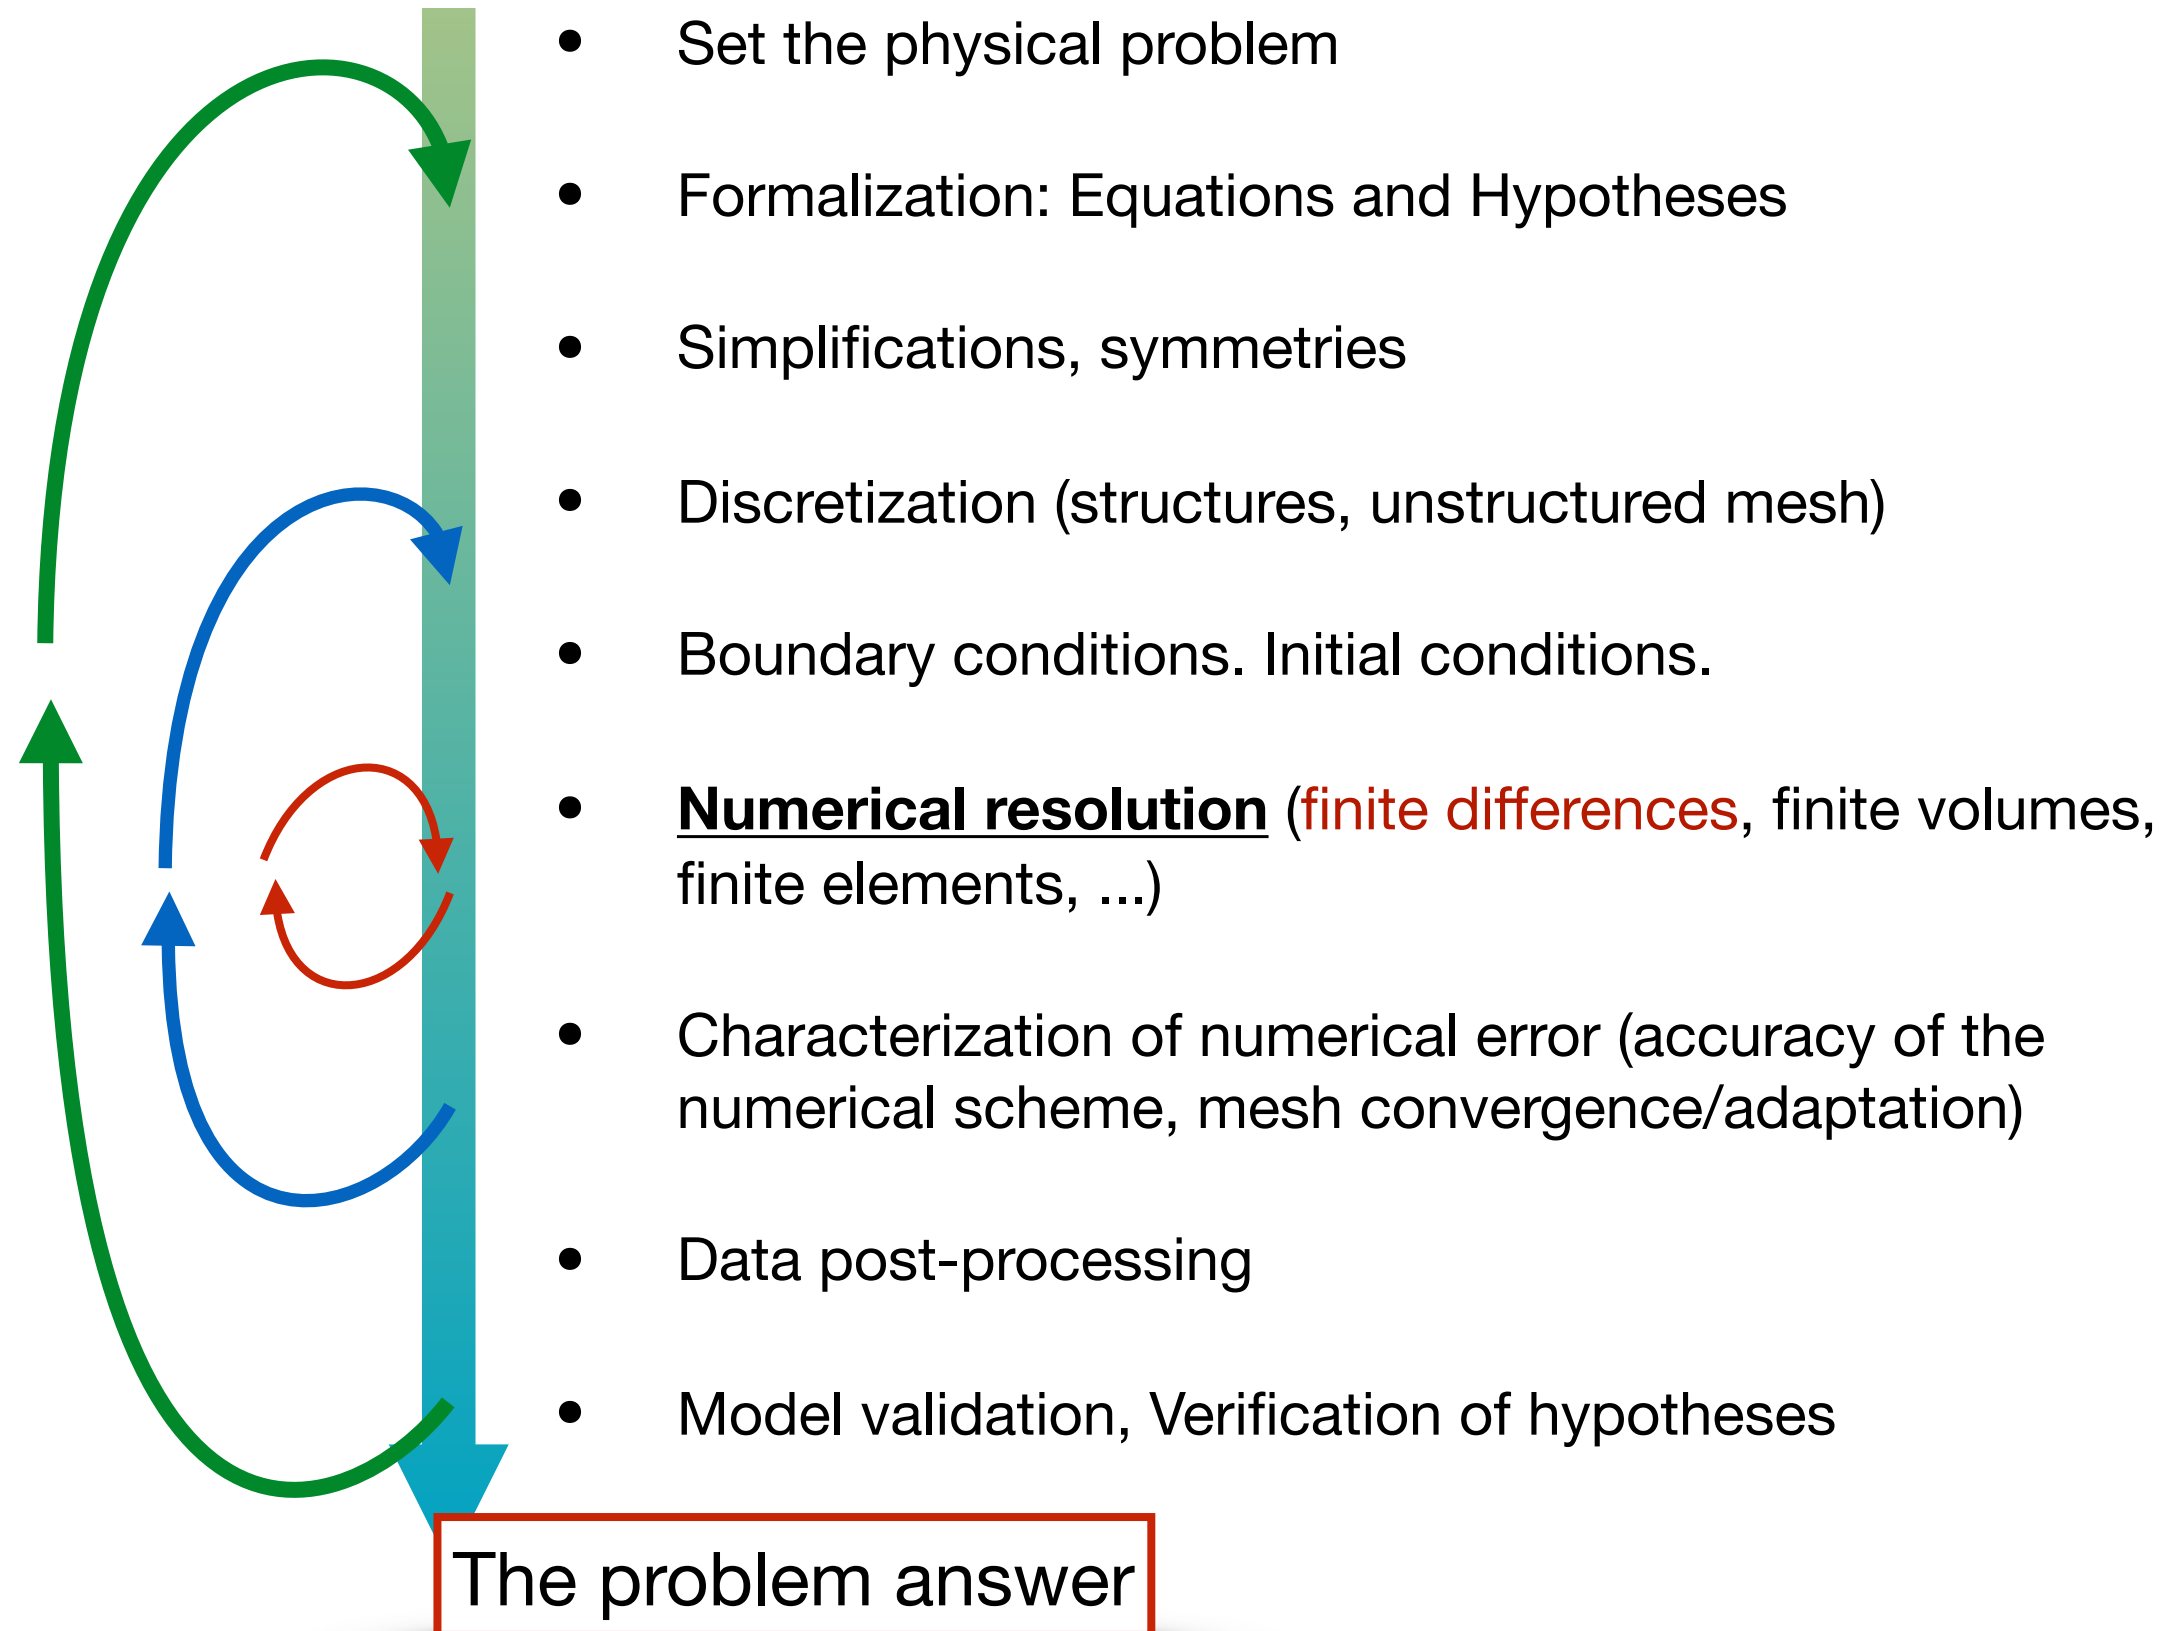 • Set the physical problem
• Formalization: Equations and Hypotheses
• Simplifications, symmetries
• Discretization (structures, unstructured mesh)
• Boundary conditions. Initial conditions.
• Numerical resolution (finite differences, finite volumes,
finite elements, ...)
• Characterization of numerical error (accuracy of the
numerical scheme, mesh convergence/adaptation)
• Data post-processing
• Model validation, Verification of hypotheses
The problem answer